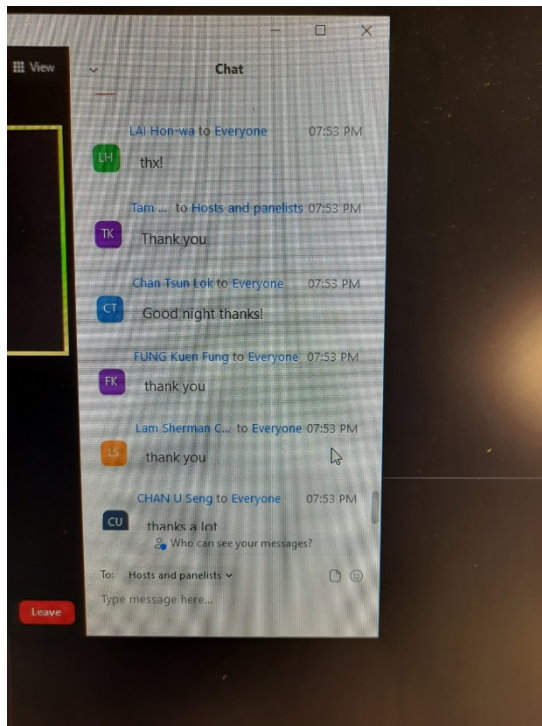 View
Chat
LAI Hon-wa to Everyone 07:53 PM
LH
thx!
Tam ... to Hosts and panelists 07:53 PM
TK
Thank you
Chan Tsun Lok to Everyone 07:53 PM
CT
Good night thanks!
FUNG Kuen Fung to Everyone 07:53 PM
FK
thank you
Lam Sherman C... to Everyone 07:53 PM
LS
thank you
CHAN U Seng to Everyone 07:53 PM
CU
thanks a lot
Who can see your messages?
To: Hosts and panelists
Type message here...
Leave